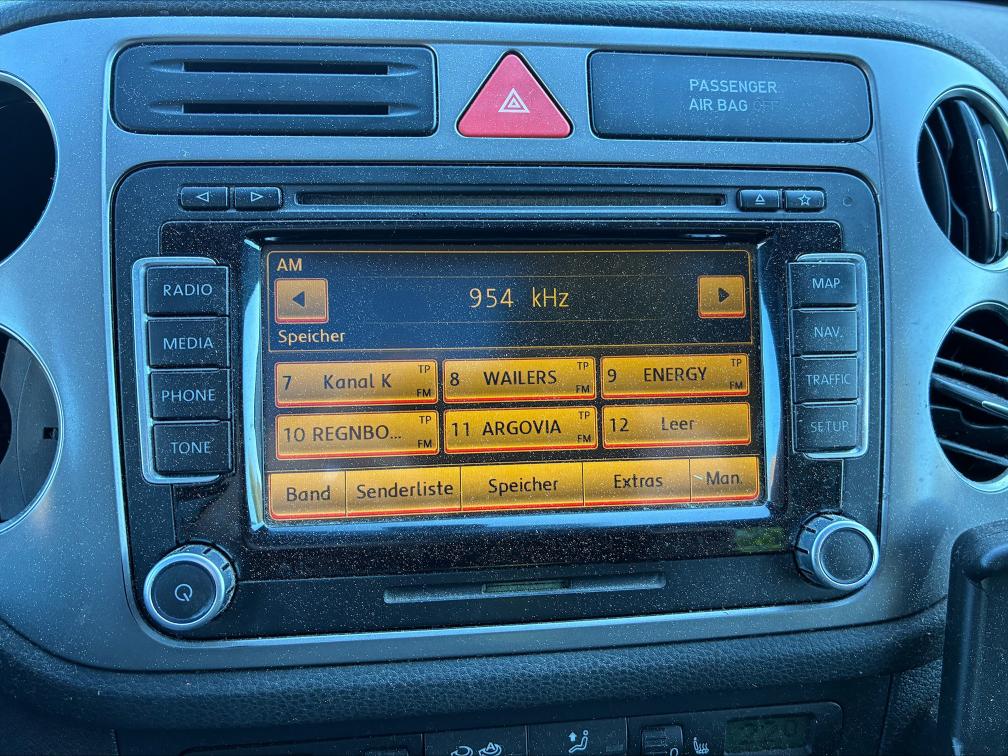 PASSENGER
AIR BAG OFF
RADIO
MEDIA
PHONE
TONE
AM
954 kHz
Speicher
7 Kanal K TP FM
8 WAILERS TP FM
9 ENERGY TP FM
10 REGNBO... TP FM
11 ARGOVIA TP FM
12 Leer
Band Senderliste Speicher Extras Man.
MAP
NAV
TRAFFIC
SETUP